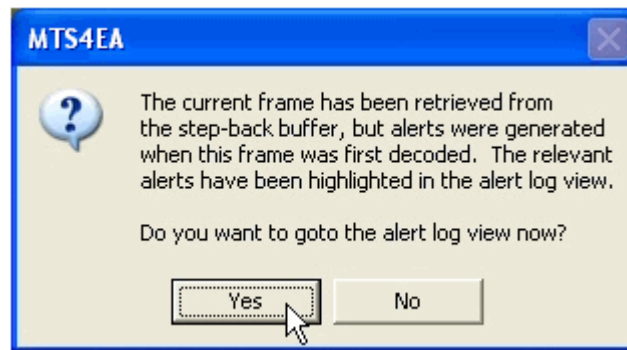 MTS4EA
The current frame has been retrieved from
the step-back buffer, but alerts were generated
when this frame was first decoded.  The relevant
alerts have been highlighted in the alert log view.
Do you want to goto the alert log view now?
Yes
No